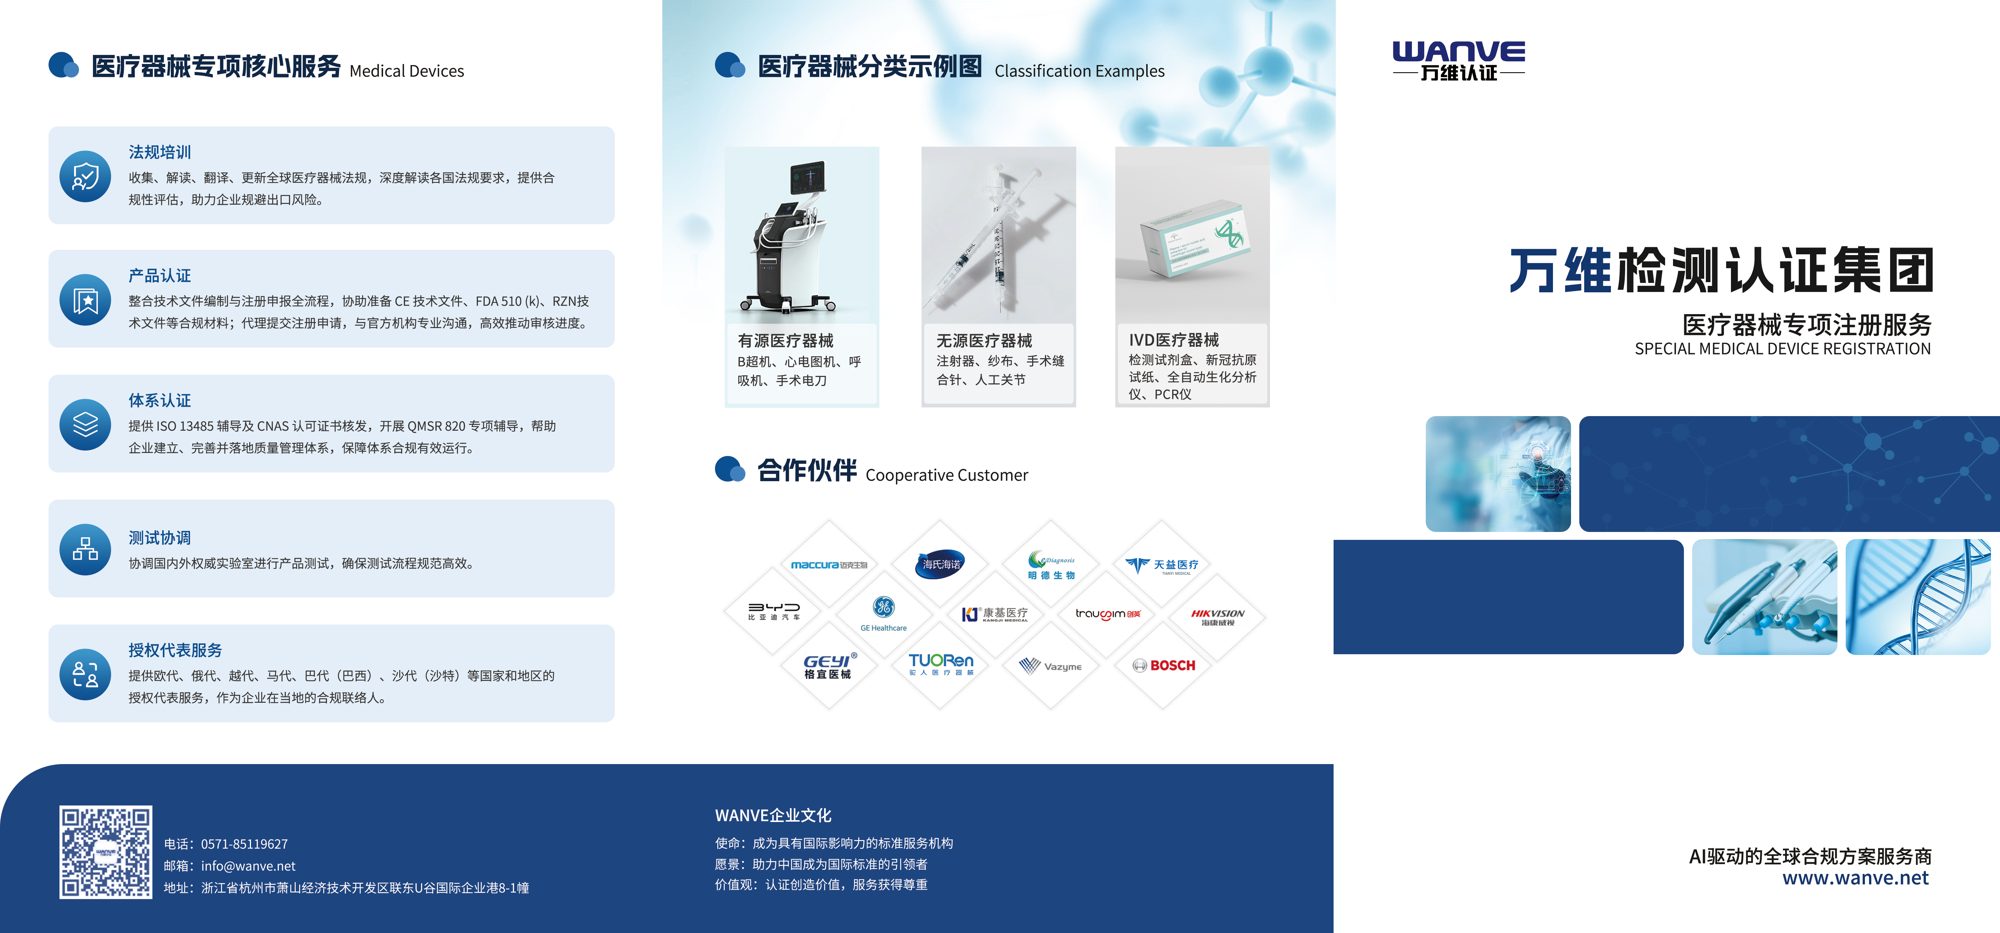 医疗器械专项核心服务 Medical Devices
法规培训
收集、解读、翻译、更新全球医疗器械法规，深度解读各国法规要求，提供合
规性评估，助力企业规避出口风险。
产品认证
整合技术文件编制与注册申报全流程，协助准备 CE 技术文件、FDA 510 (k)、RZN技
术文件等合规材料；代理提交注册申请，与官方机构专业沟通，高效推动审核进度。
体系认证
提供 ISO 13485 辅导及 CNAS 认可证书核发，开展 QMSR 820 专项辅导，帮助
企业建立、完善并落地质量管理体系，保障体系合规有效运行。
测试协调
协调国内外权威实验室进行产品测试，确保测试流程规范高效。
授权代表服务
提供欧代、俄代、越代、马代、巴代（巴西）、沙代（沙特）等国家和地区的
授权代表服务，作为企业在当地的合规联络人。
电话：0571-85119627
邮箱：info@wanve.net
地址：浙江省杭州市萧山经济技术开发区联东U谷国际企业港8-1幢
医疗器械分类示例图 Classification Examples
有源医疗器械
B超机、心电图机、呼
吸机、手术电刀
无源医疗器械
注射器、纱布、手术缝
合针、人工关节
IVD医疗器械
检测试剂盒、新冠抗原
试纸、全自动生化分析
仪、PCR仪
合作伙伴 Cooperative Customer
maccura 迈克生物
海氏海诺
Diagnosis
明德生物
天益医疗
TIANYI MEDICAL
BYD
比亚迪汽车
GE Healthcare
康基医疗
KANGJI MEDICAL
trausim 创英
HIKVISION
海康威视
GEYI®
格宜医械
TUORen
驼人医疗器械
Vazyme
BOSCH
WANVE企业文化
使命：成为具有国际影响力的标准服务机构
愿景：助力中国成为国际标准的引领者
价值观：认证创造价值，服务获得尊重
WANVE
万维认证
万维检测认证集团
医疗器械专项注册服务
SPECIAL MEDICAL DEVICE REGISTRATION
AI驱动的全球合规方案服务商
www.wanve.net